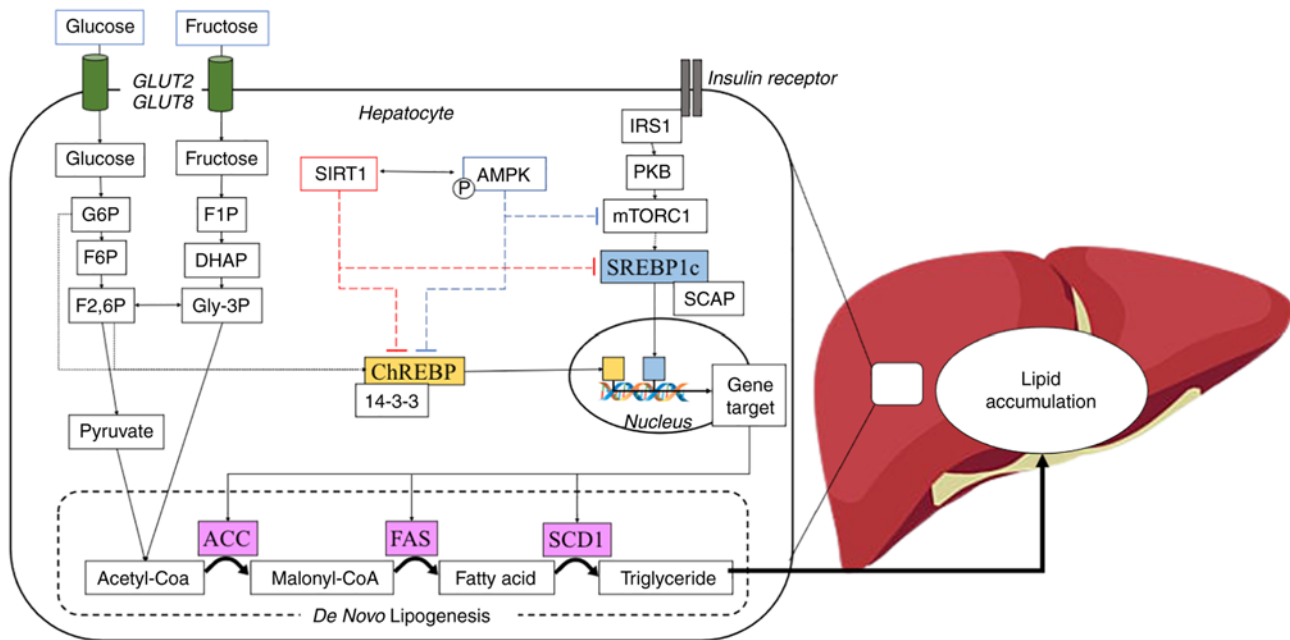 Glucose
Fructose
GLUT2
GLUT8
Insulin receptor
Hepatocyte
IRS1
Glucose
Fructose
SIRT1
P
AMPK
PKB
G6P
F1P
mTORC1
F6P
DHAP
SREBP1c
F2,6P
Gly-3P
SCAP
ChREBP
14-3-3
Gene
target
Nucleus
Pyruvate
Lipid
accumulation
ACC
FAS
SCD1
Acetyl-Coa
Malonyl-CoA
Fatty acid
Triglyceride
De Novo Lipogenesis